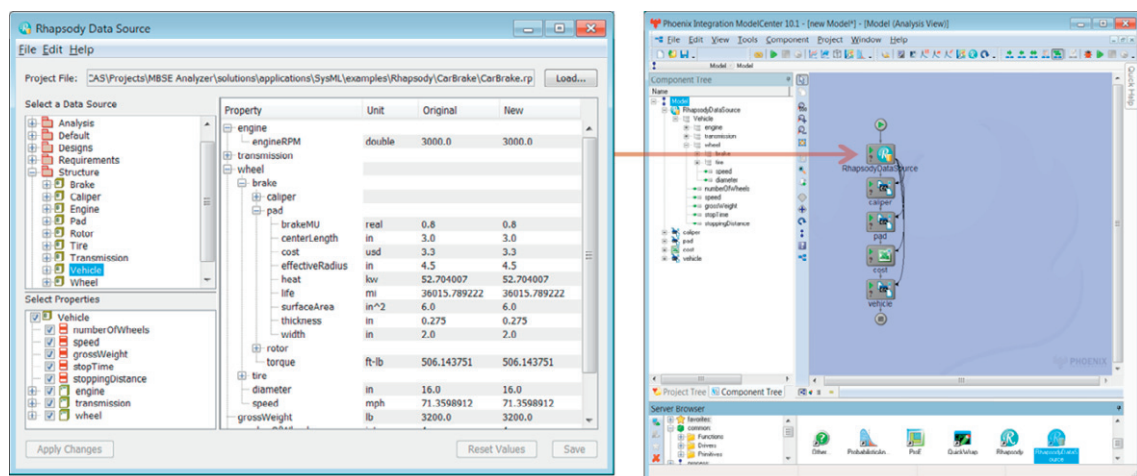 Rhapsody Data Source
File Edit Help
Project File: CAS\Projects\MBSE Analyzer\solutions\applications\SysML\examples\Rhapsody\CarBrake\CarBrake.rp Load...
Select a Data Source
Analysis
Default
Designs
Requirements
Structure
Brake
Caliper
Engine
Pad
Rotor
Tire
Transmission
Vehicle
Wheel
Select Properties
Vehicle
numberOfWheels
speed
grossWeight
stopTime
stoppingDistance
engine
transmission
wheel
Property Unit Original New
engine
engineRPM double 3000.0 3000.0
transmission
wheel
brake
caliper
pad
brakeMU real 0.8 0.8
centerLength in 3.0 3.0
cost usd 3.3 3.3
effectiveRadius in 4.5 4.5
heat kw 52.704007 52.704007
life mi 36015.789222 36015.789222
surfaceArea in^2 6.0 6.0
thickness in 0.275 0.275
width in 2.0 2.0
rotor
torque ft-lb 506.143751 506.143751
tire
diameter in 16.0 16.0
speed mph 71.3598912 71.3598912
grossWeight lb 3200.0 3200.0
Apply Changes Reset Values Save
Phoenix Integration ModelCenter 10.1 - [new Model*] - [Model (Analysis View)]
File Edit View Tools Component Project Window Help
Model Model
Component Tree
Name
Model
RhapsodyDataSource
Vehicle
engine
transmission
wheel
brake
tire
speed
diameter
numberOfWheels
speed
grossWeight
stopTime
stoppingDistance
caliper
pad
cost
vehicle
RhapsodyDataSource
caliper
pad
cost
vehicle
PHOENIX
Quick Help
Project Tree Component Tree
Server Browser
favorites
common
Functions
Drivers
Primitives
Other... ProbabilisticAn... ProE QuickWrap Rhapsody RhapsodyDataSource